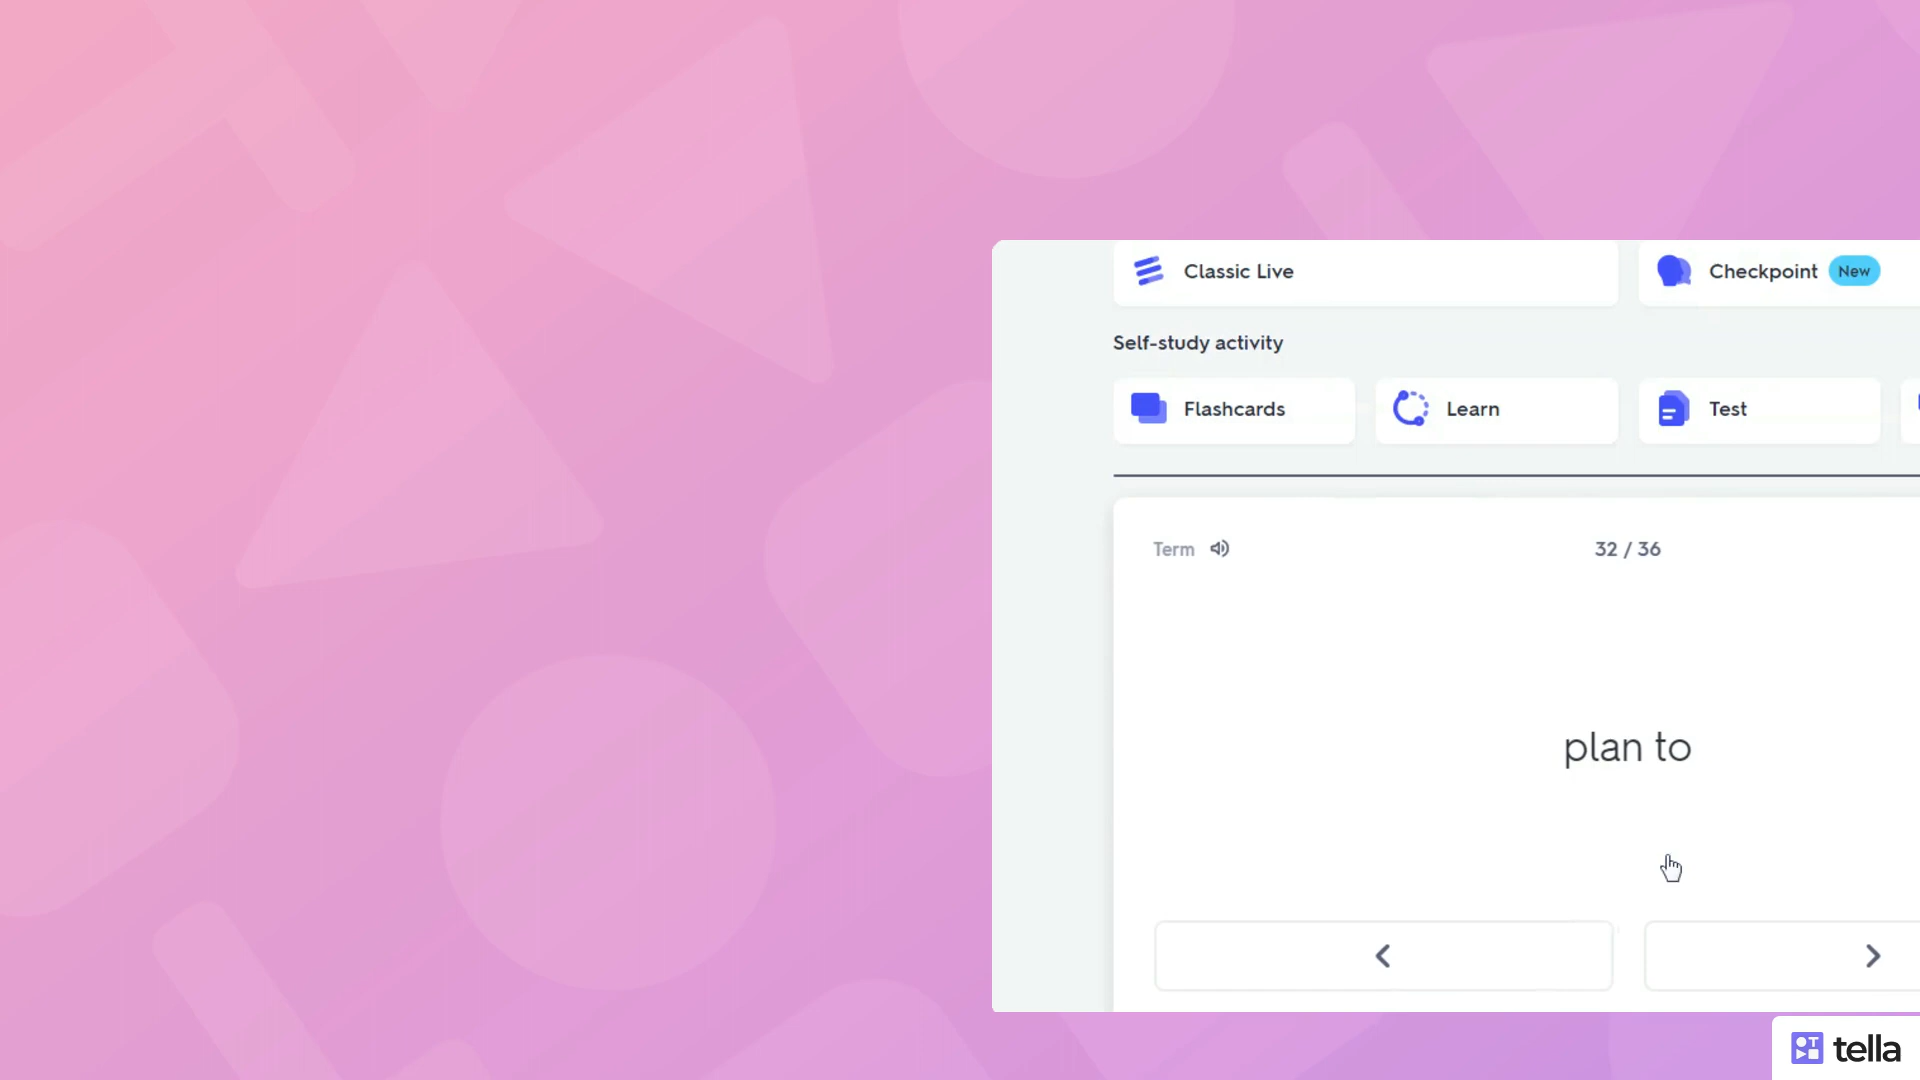 Classic Live
Checkpoint New
Self-study activity
Flashcards Learn Test
Term 32 / 36
plan to
tella